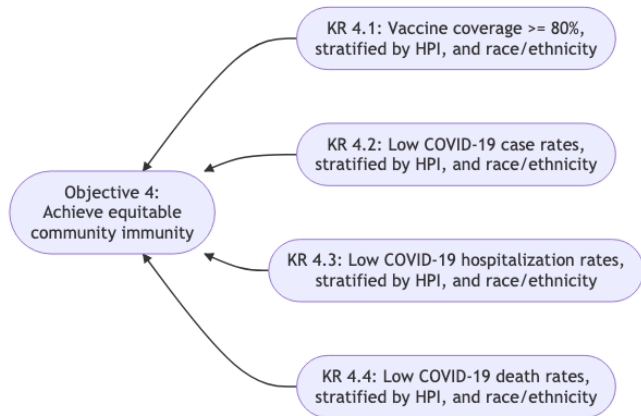 KR 4.1: Vaccine coverage >= 80%,
stratified by HPI, and race/ethnicity
KR 4.2: Low COVID-19 case rates,
stratified by HPI, and race/ethnicity
Objective 4:
Achieve equitable
community immunity
KR 4.3: Low COVID-19 hospitalization rates,
stratified by HPI, and race/ethnicity
KR 4.4: Low COVID-19 death rates,
stratified by HPI, and race/ethnicity